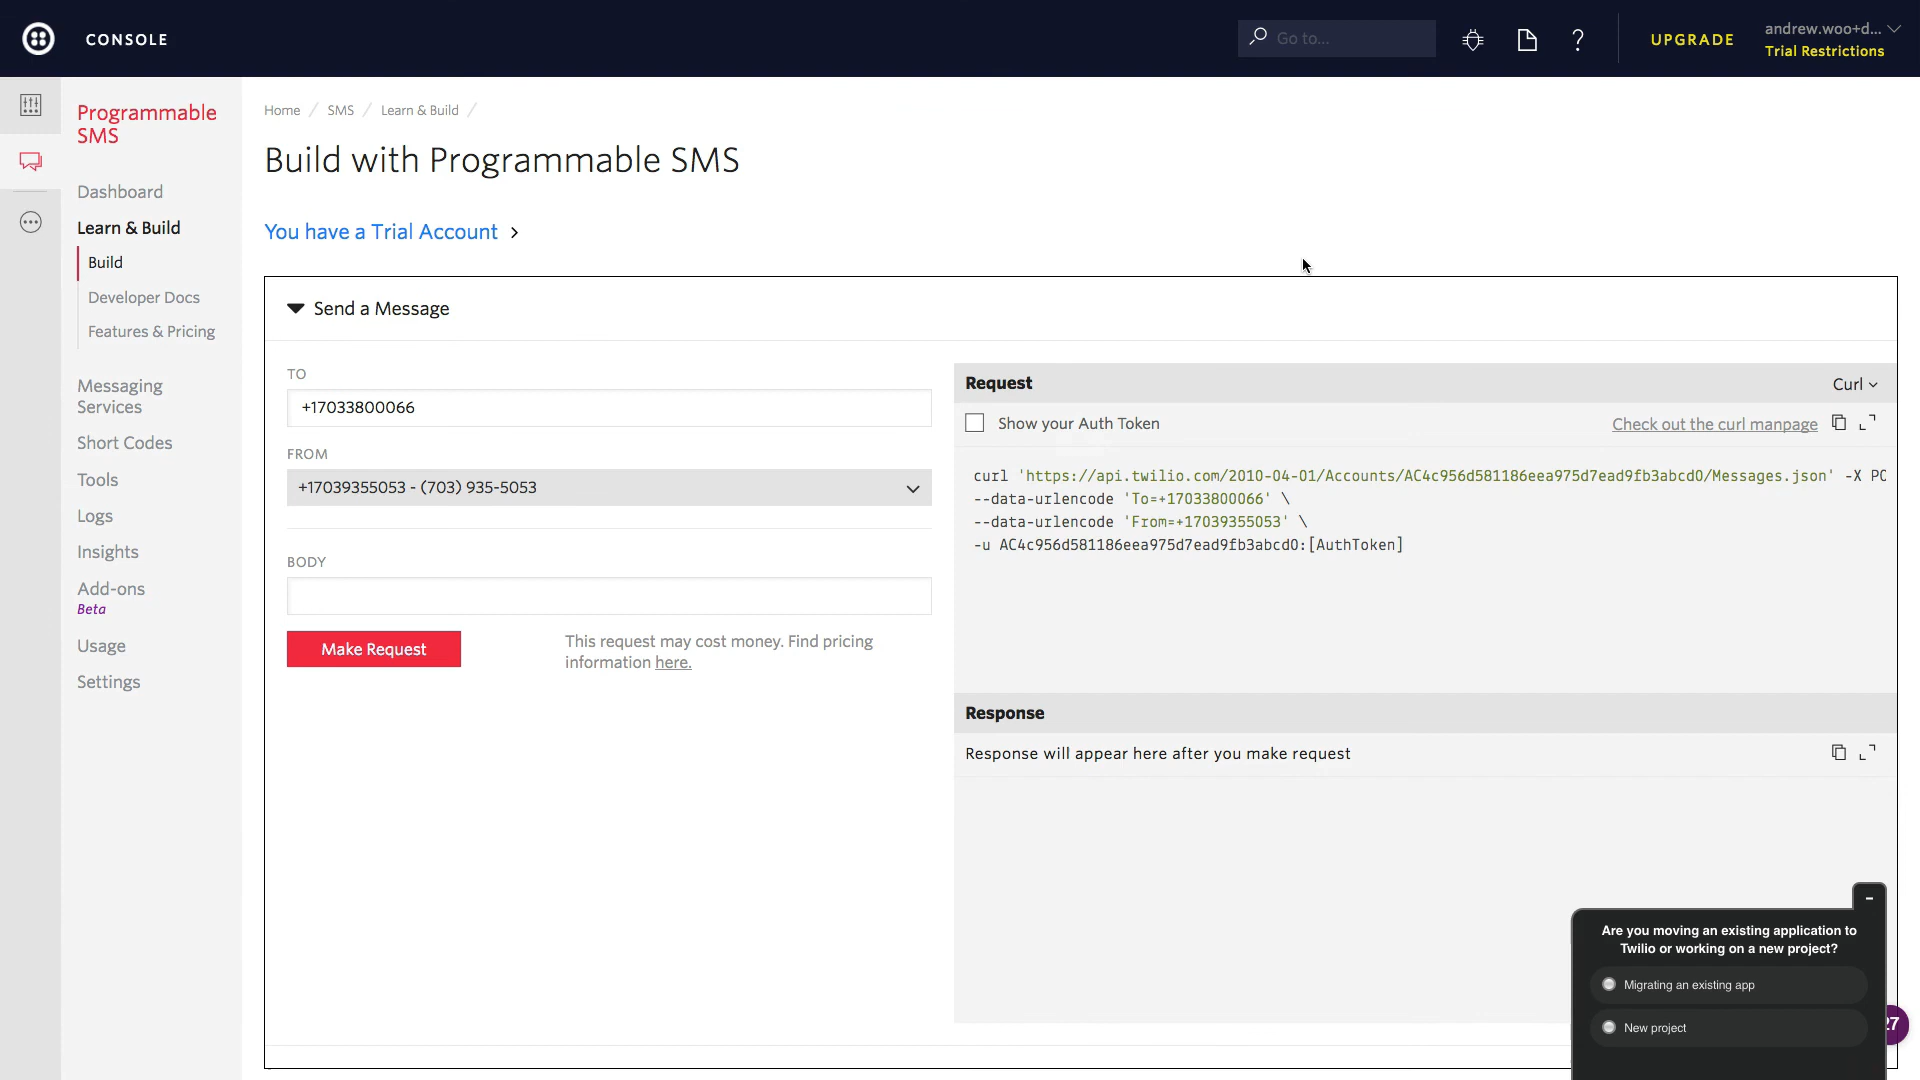 CONSOLE
Go to...
UPGRADE
andrew.woo+d...
Trial Restrictions
Programmable
SMS
Dashboard
Learn & Build
Build
Developer Docs
Features & Pricing
Messaging
Services
Short Codes
Tools
Logs
Insights
Add-ons
Beta
Usage
Settings
Home / SMS / Learn & Build /
Build with Programmable SMS
You have a Trial Account
Send a Message
TO
+17033800066
FROM
+17039355053 - (703) 935-5053
BODY
Make Request
This request may cost money. Find pricing
information here.
Request
Curl
Show your Auth Token
Check out the curl manpage
curl 'https://api.twilio.com/2010-04-01/Accounts/AC4c956d581186eea975d7ead9fb3abcd0/Messages.json' -X PO
--data-urlencode 'To=+17033800066' \
--data-urlencode 'From=+17039355053' \
-u AC4c956d581186eea975d7ead9fb3abcd0:[AuthToken]
Response
Response will appear here after you make request
Are you moving an existing application to
Twilio or working on a new project?
Migrating an existing app
New project
27